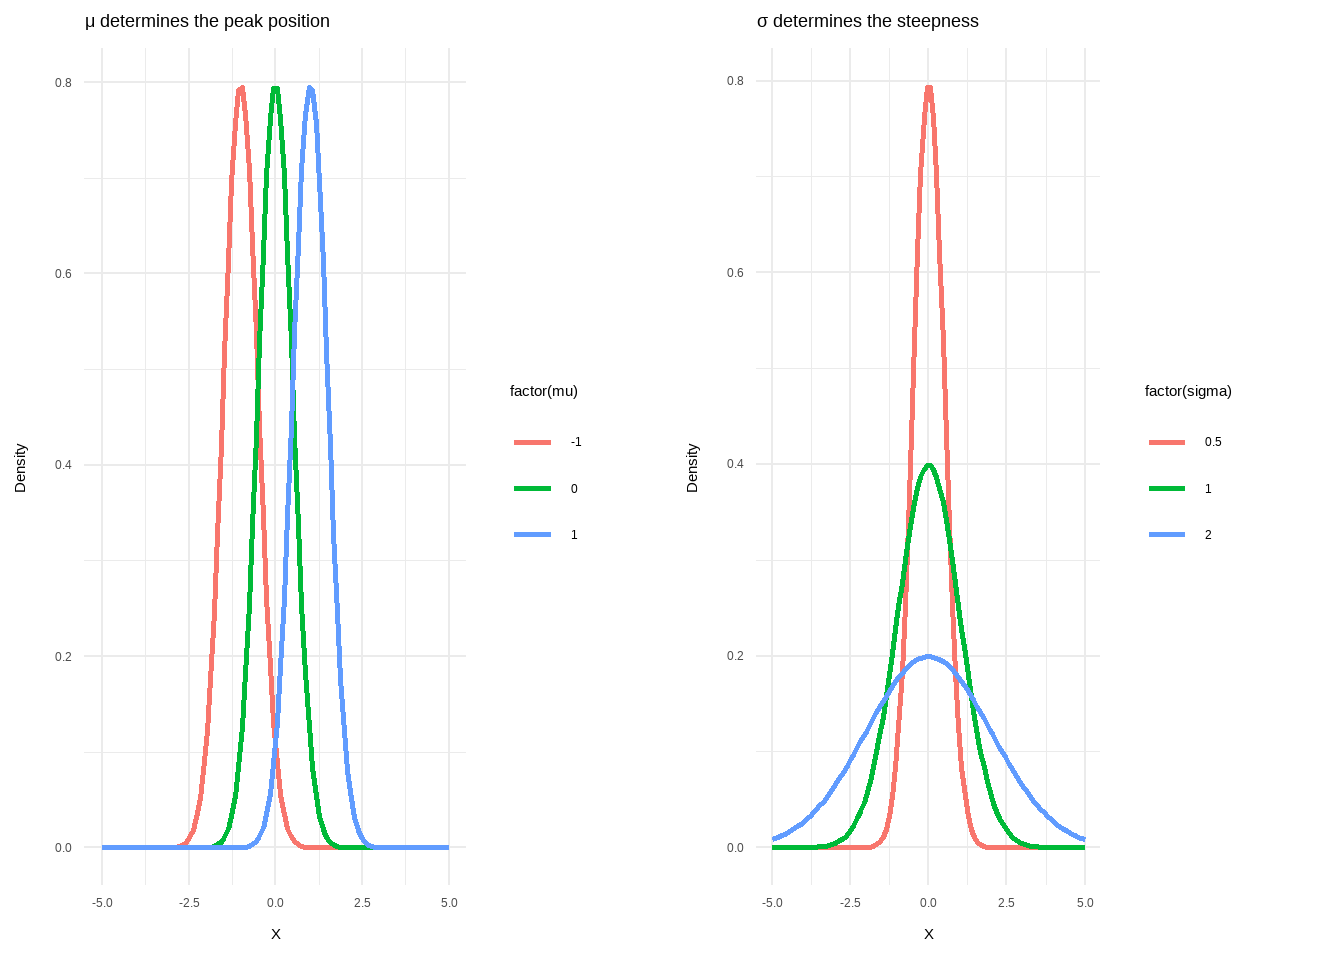 μ determines the peak position
0.8
0.6
0.4
0.2
0.0
Density
-5.0 -2.5 0.0 2.5 5.0
X
factor(mu)
-1
0
1
σ determines the steepness
0.8
0.6
0.4
0.2
0.0
Density
-5.0 -2.5 0.0 2.5 5.0
X
factor(sigma)
0.5
1
2